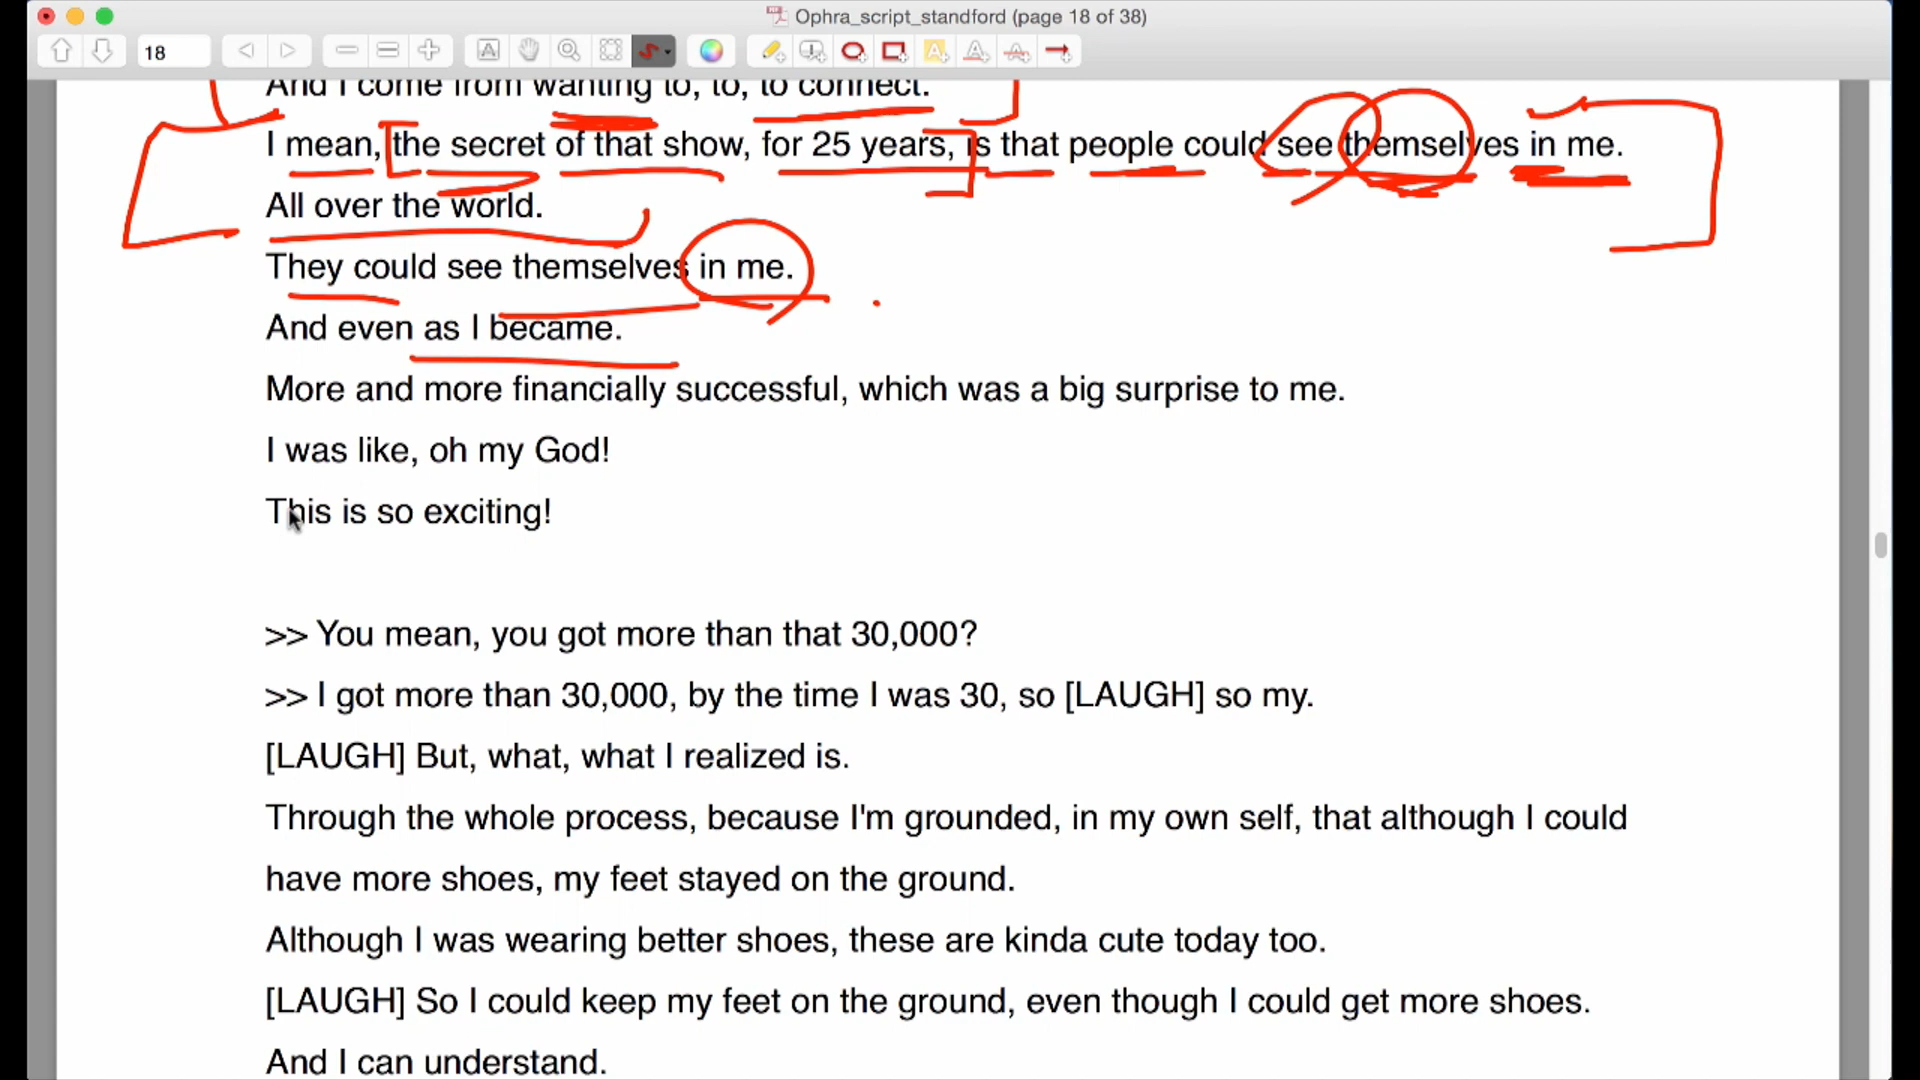 Ophra_script_standford (page 18 of 38)
18
And I come from wanting to, to, to connect.
I mean, the secret of that show, for 25 years, is that people could see themselves in me.
All over the world.
They could see themselves in me.
And even as I became.
More and more financially successful, which was a big surprise to me.
I was like, oh my God!
This is so exciting!
>> You mean, you got more than that 30,000?
>> I got more than 30,000, by the time I was 30, so [LAUGH] so my.
[LAUGH] But, what, what I realized is.
Through the whole process, because I'm grounded, in my own self, that although I could
have more shoes, my feet stayed on the ground.
Although I was wearing better shoes, these are kinda cute today too.
[LAUGH] So I could keep my feet on the ground, even though I could get more shoes.
And I can understand.